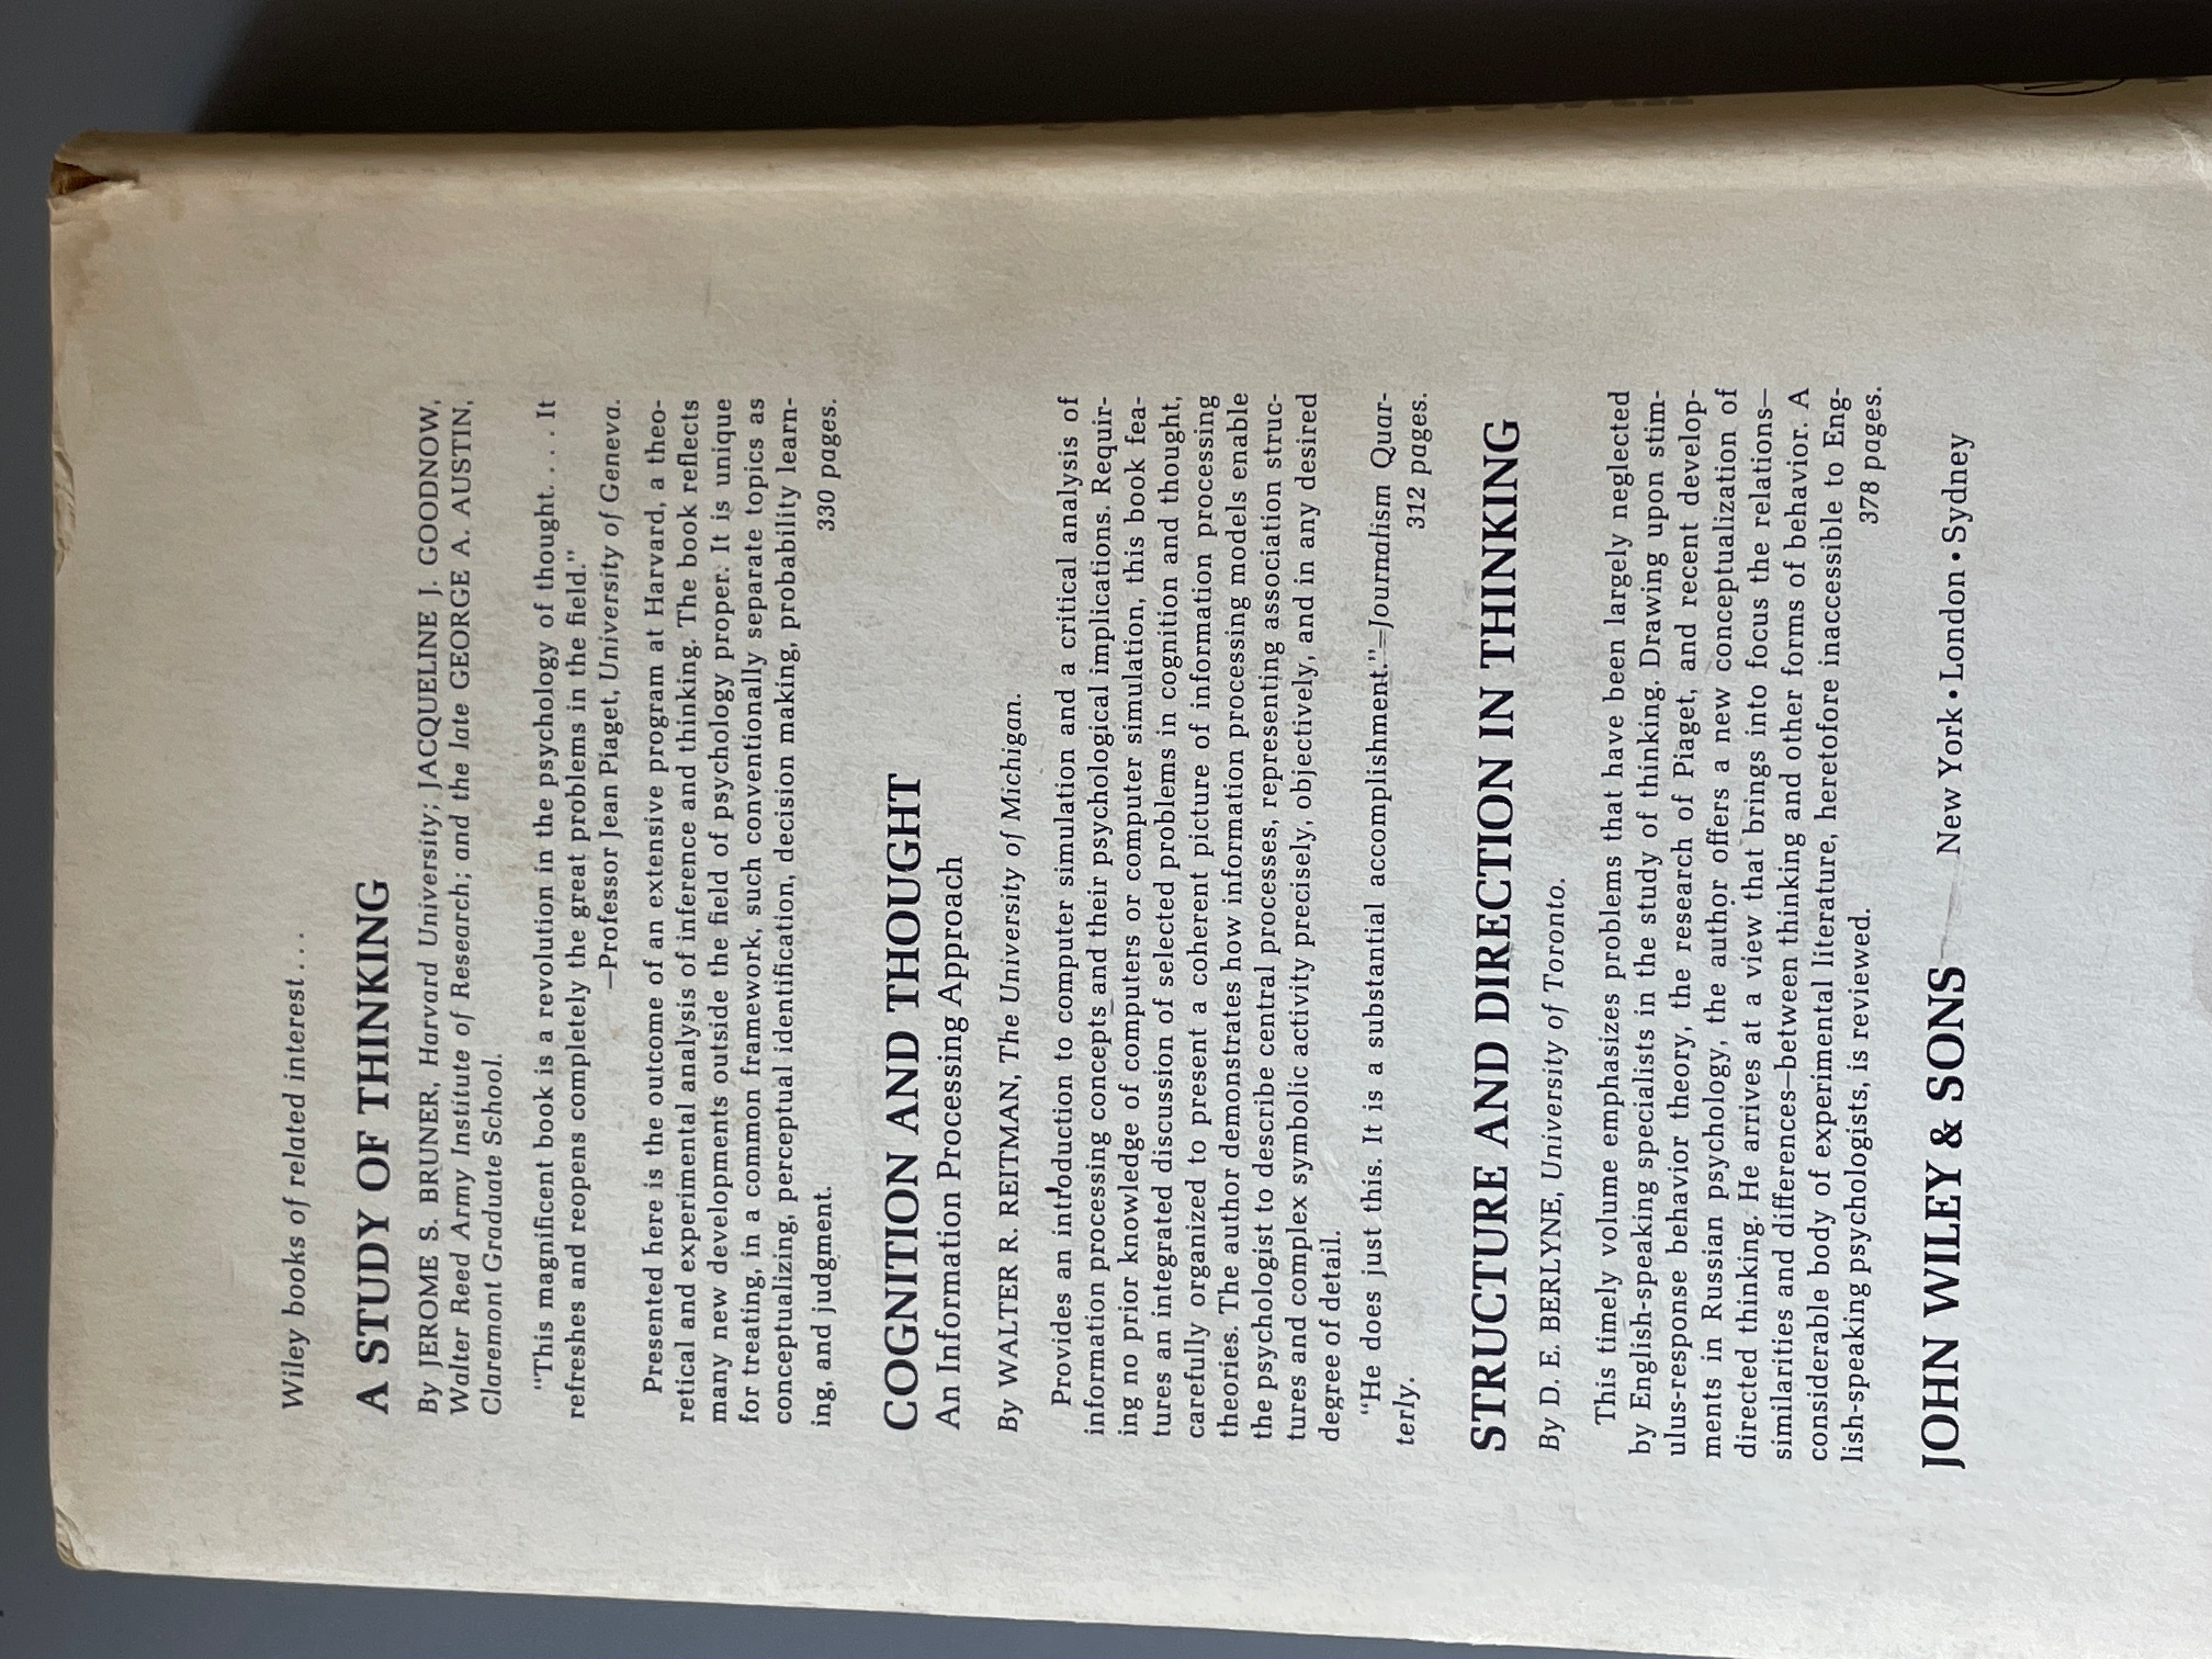 Wiley books of related interest . . .
A STUDY OF THINKING
By JEROME S. BRUNER, Harvard University; JACQUELINE J. GOODNOW,
Walter Reed Army Institute of Research; and the late GEORGE A. AUSTIN,
Claremont Graduate School.
“This magnificent book is a revolution in the psychology of thought. . . . It
refreshes and reopens completely the great problems in the field.”
—Professor Jean Piaget, University of Geneva.
Presented here is the outcome of an extensive program at Harvard, a theo-
retical and experimental analysis of inference and thinking. The book reflects
many new developments outside the field of psychology proper. It is unique
for treating, in a common framework, such conventionally separate topics as
conceptualizing, perceptual identification, decision making, probability learn-
ing, and judgment. 330 pages.
COGNITION AND THOUGHT
An Information Processing Approach
By WALTER R. REITMAN, The University of Michigan.
Provides an introduction to computer simulation and a critical analysis of
information processing concepts and their psychological implications. Requir-
ing no prior knowledge of computers or computer simulation, this book fea-
tures an integrated discussion of selected problems in cognition and thought,
carefully organized to present a coherent picture of information processing
theories. The author demonstrates how information processing models enable
the psychologist to describe central processes, representing association struc-
tures and complex symbolic activity precisely, objectively, and in any desired
degree of detail.
“He does just this. It is a substantial accomplishment.”—Journalism Quar-
terly. 312 pages.
STRUCTURE AND DIRECTION IN THINKING
By D. E. BERLYNE, University of Toronto.
This timely volume emphasizes problems that have been largely neglected
by English-speaking specialists in the study of thinking. Drawing upon stim-
ulus-response behavior theory, the research of Piaget, and recent develop-
ments in Russian psychology, the author offers a new conceptualization of
directed thinking. He arrives at a view that brings into focus the relations—
similarities and differences—between thinking and other forms of behavior. A
considerable body of experimental literature, heretofore inaccessible to Eng-
lish-speaking psychologists, is reviewed. 378 pages.
JOHN WILEY & SONS New York • London • Sydney